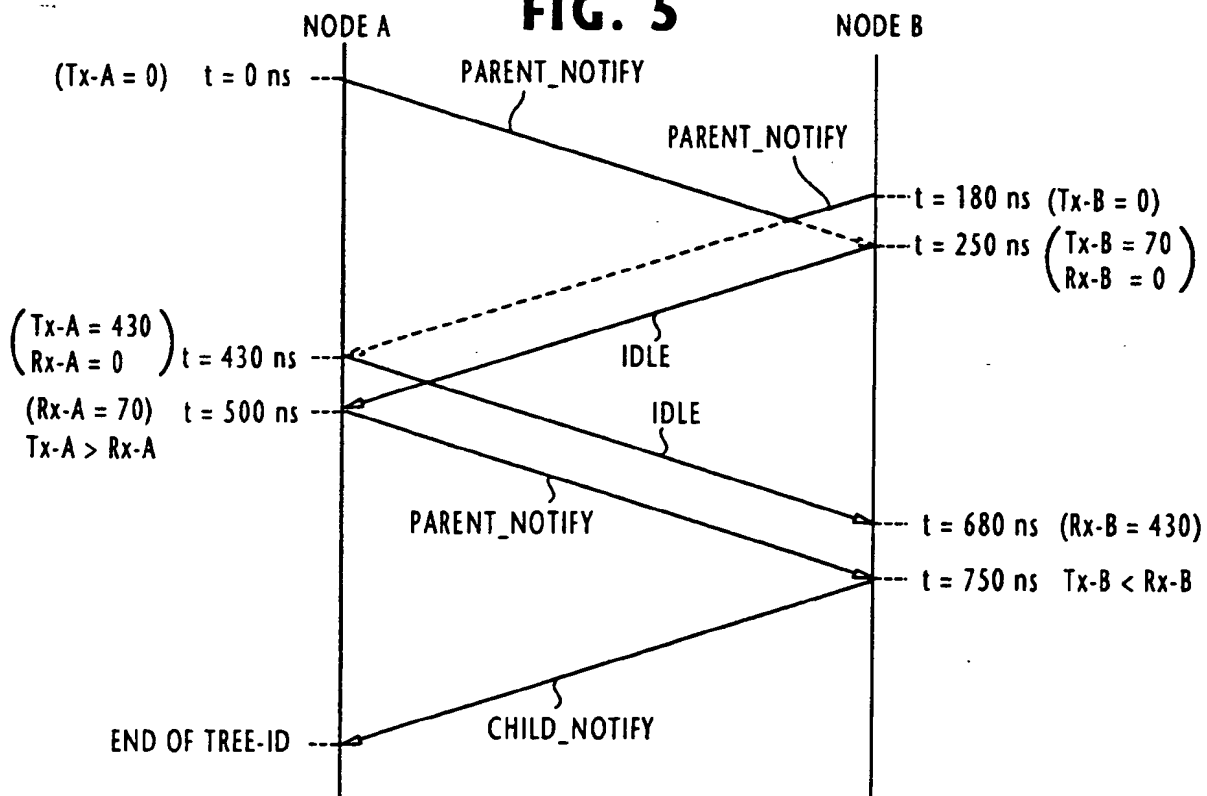 FIG. 5
NODE A
NODE B
(Tx-A = 0) t = 0 ns
PARENT_NOTIFY
PARENT_NOTIFY
t = 180 ns (Tx-B = 0)
t = 250 ns (Tx-B = 70
Rx-B = 0)
(Tx-A = 430
Rx-A = 0) t = 430 ns
IDLE
(Rx-A = 70) t = 500 ns
Tx-A > Rx-A
IDLE
PARENT_NOTIFY
t = 680 ns (Rx-B = 430)
t = 750 ns Tx-B < Rx-B
CHILD_NOTIFY
END OF TREE-ID